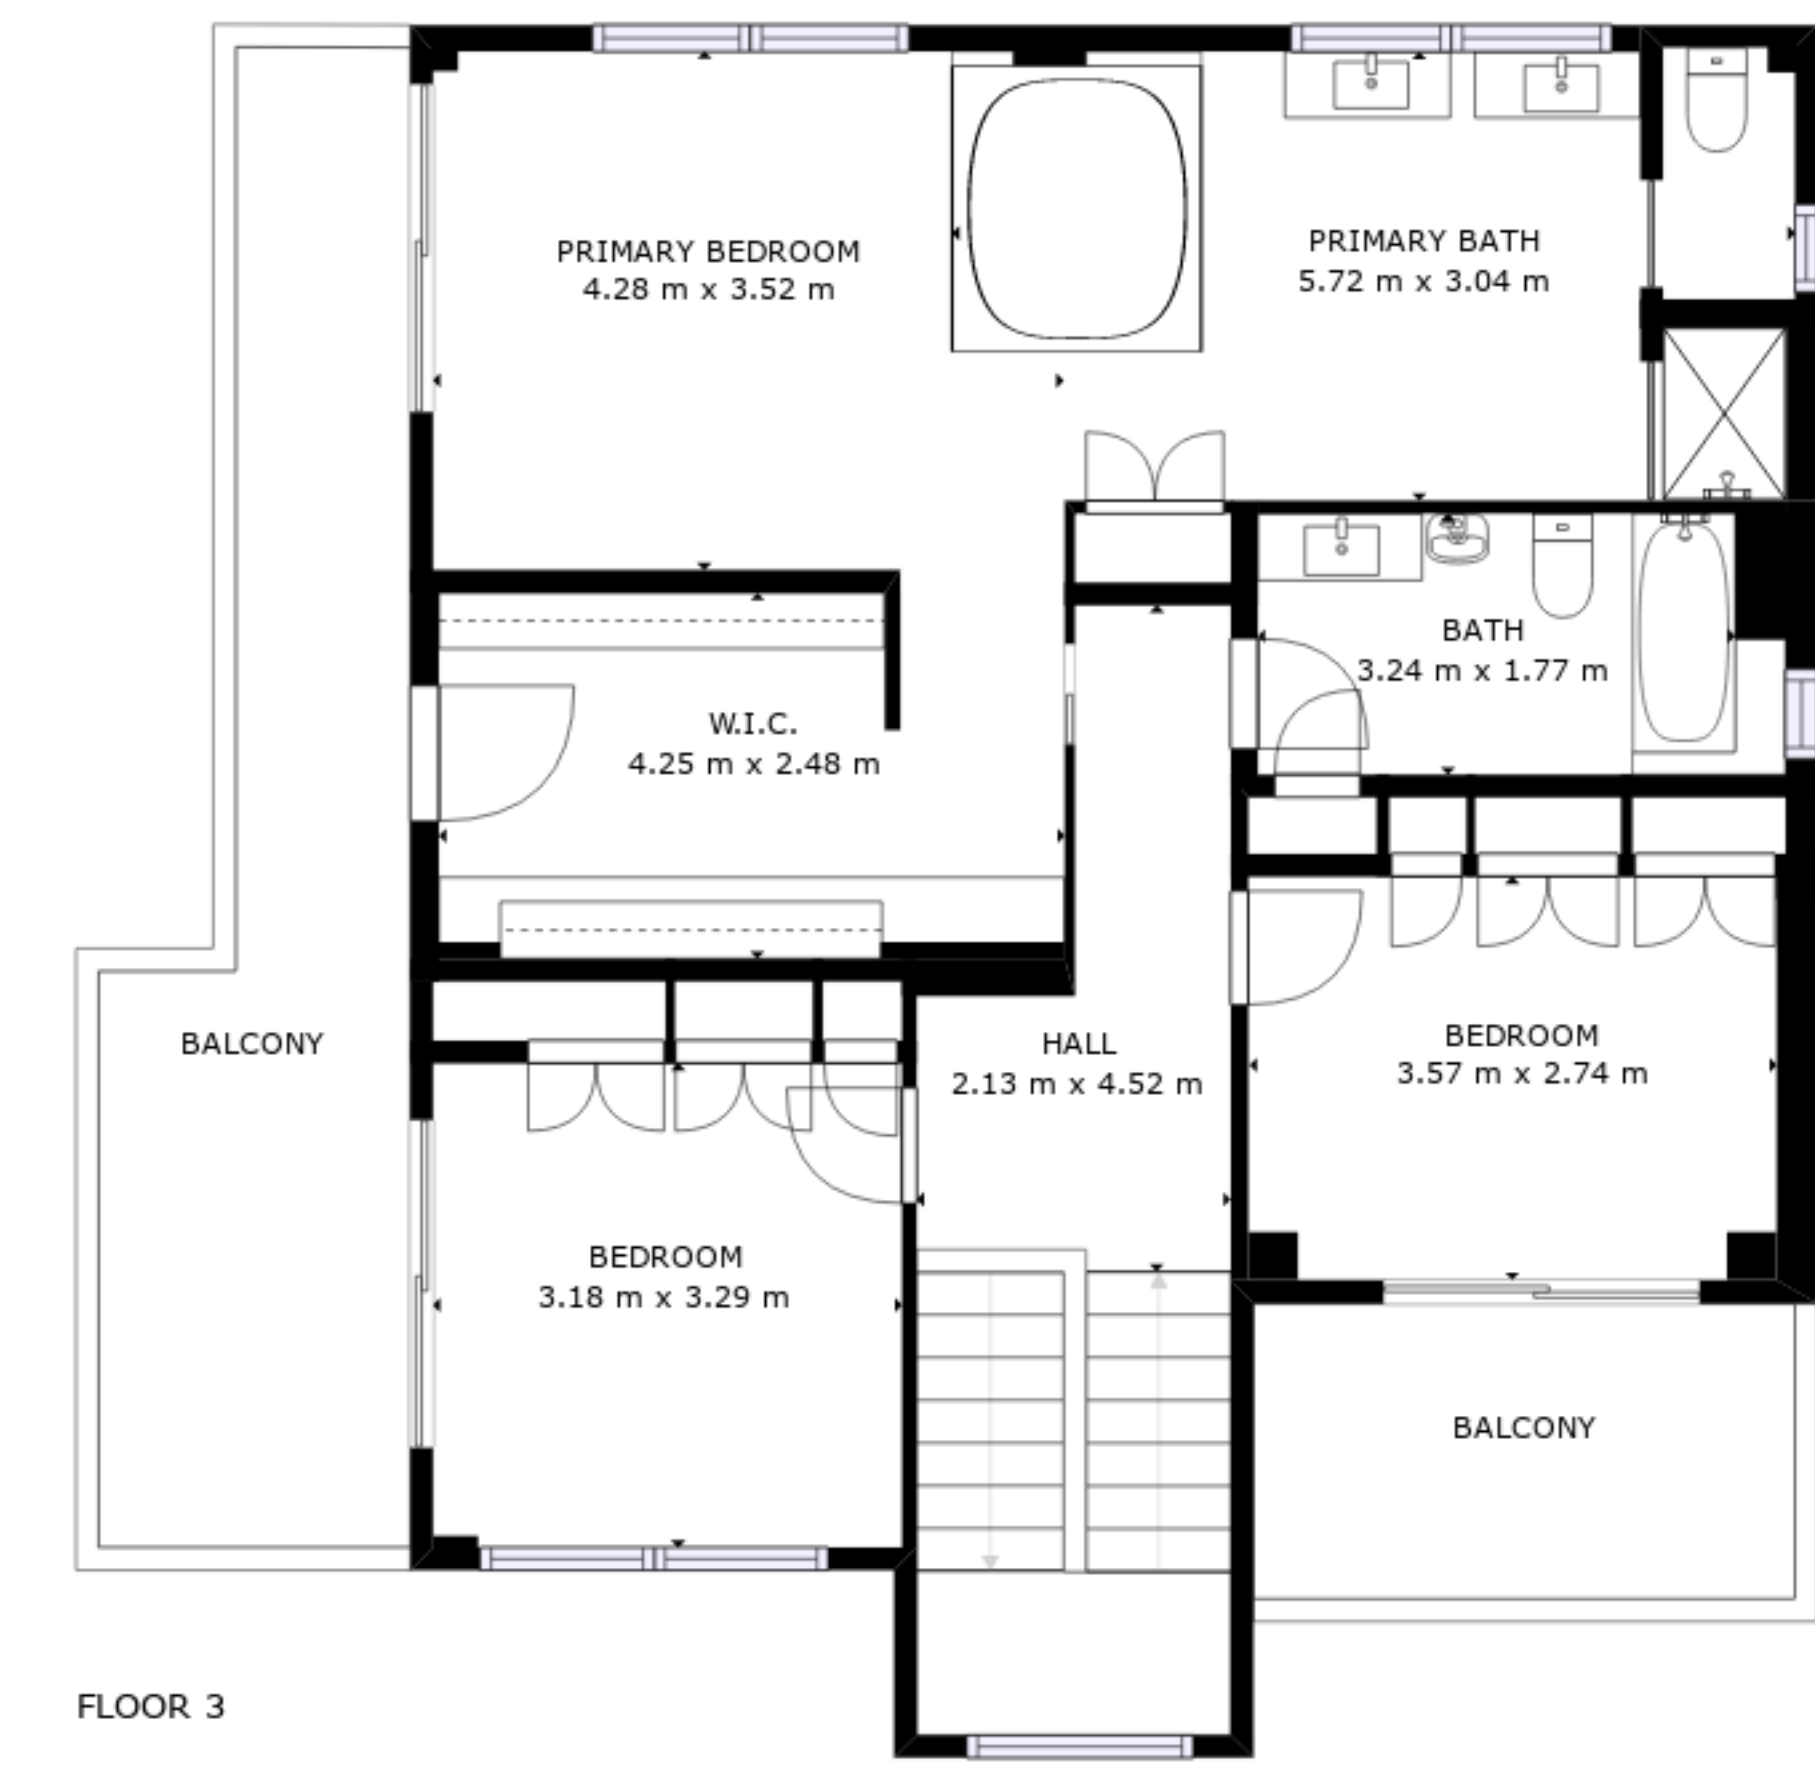 PRIMARY BEDROOM
4.28 m x 3.52 m
PRIMARY BATH
5.72 m x 3.04 m
BATH
3.24 m x 1.77 m
W.I.C.
4.25 m x 2.48 m
BALCONY
HALL
2.13 m x 4.52 m
BEDROOM
3.57 m x 2.74 m
BEDROOM
3.18 m x 3.29 m
BALCONY
FLOOR 3